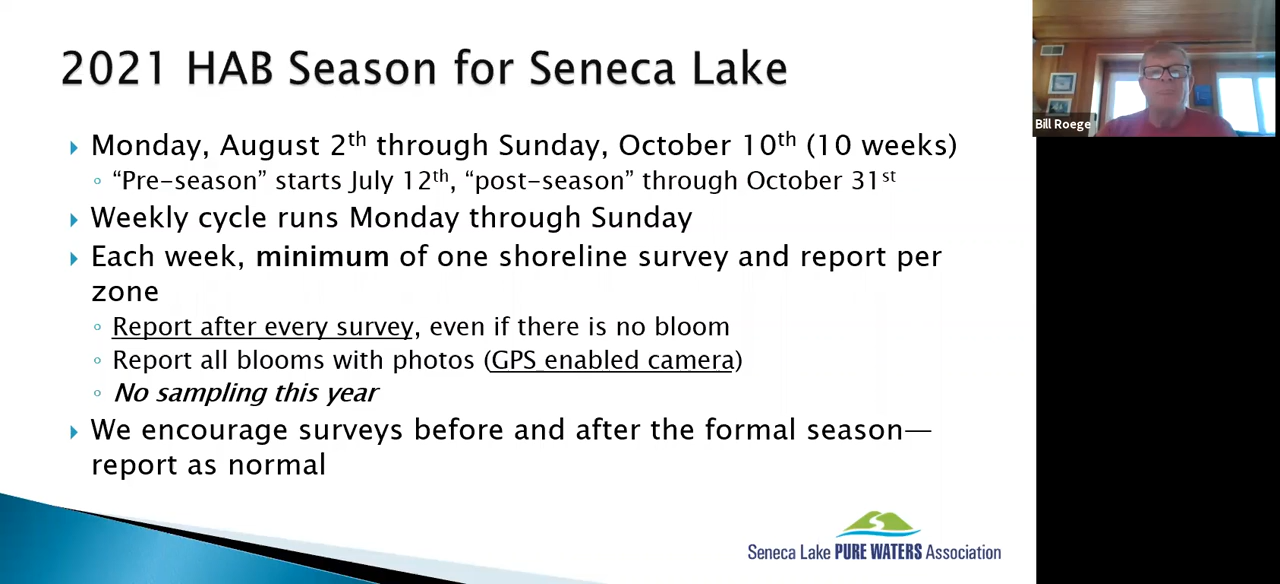 2021 HAB Season for Seneca Lake
Monday, August 2th through Sunday, October 10th (10 weeks)
“Pre-season” starts July 12th, “post-season” through October 31st
Weekly cycle runs Monday through Sunday
Each week, minimum of one shoreline survey and report per
zone
Report after every survey, even if there is no bloom
Report all blooms with photos (GPS enabled camera)
No sampling this year
We encourage surveys before and after the formal season—
report as normal
Seneca Lake PURE WATERS Association
Bill Roege